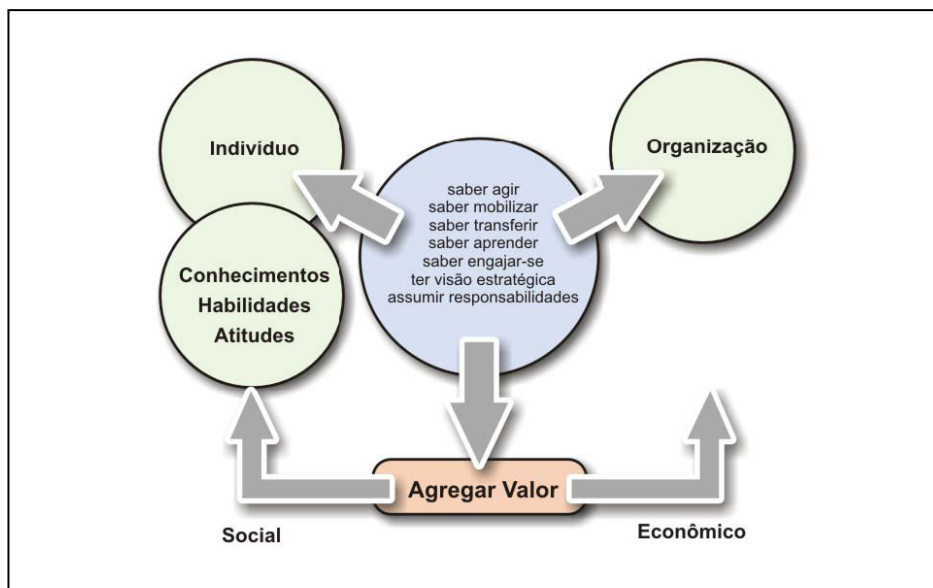 Indivíduo
Organização
saber agir
saber mobilizar
saber transferir
saber aprender
saber engajar-se
ter visão estratégica
assumir responsabilidades
Conhecimentos
Habilidades
Atitudes
Agregar Valor
Social
Econômico